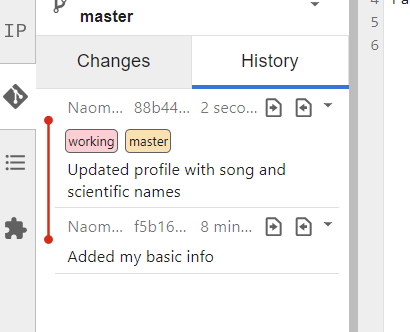 master
IP
Changes History
4
5
6
Naom... 88b44... 2 seco...
working master
Updated profile with song and
scientific names
Naom... f5b16... 8 min...
Added my basic info